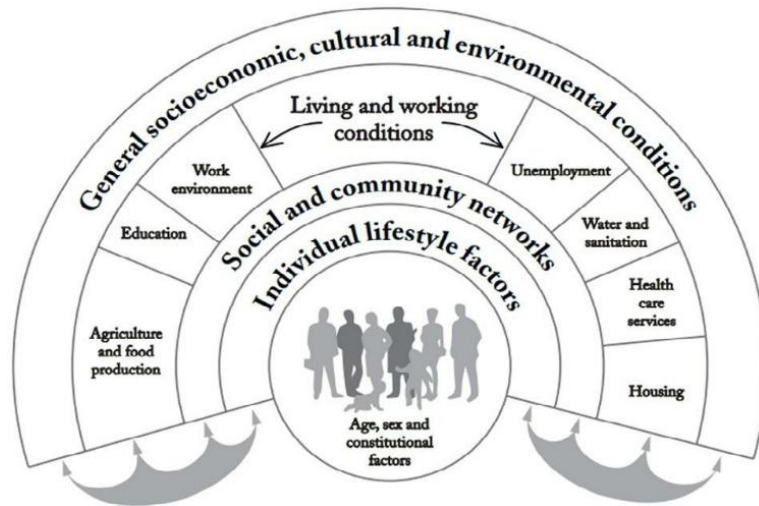 General socioeconomic, cultural and environmental conditions
Living and working
conditions
Work
environment
Unemployment
Education
Water and
sanitation
Agriculture
and food
production
Health
care
services
Housing
Social and community networks
Individual lifestyle factors
Age, sex and
constitutional
factors